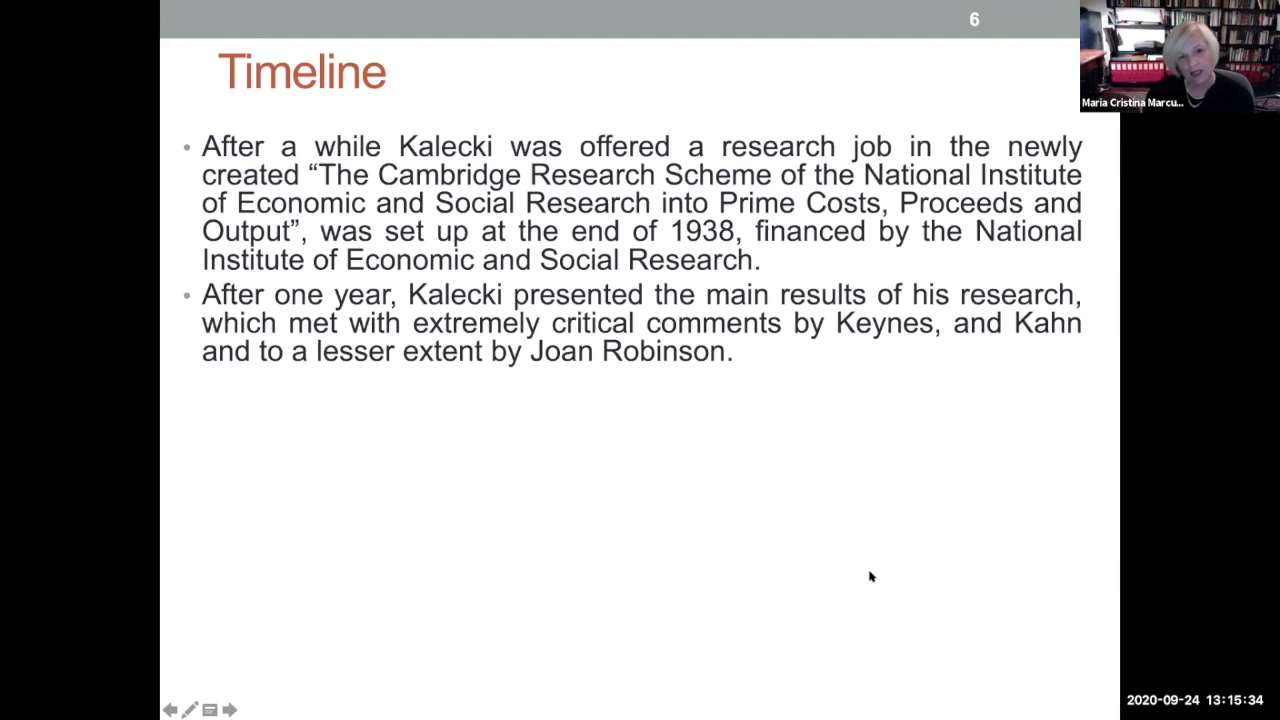 6
Timeline
Maria Cristina Marcu...
• After a while Kalecki was offered a research job in the newly
created “The Cambridge Research Scheme of the National Institute
of Economic and Social Research into Prime Costs, Proceeds and
Output”, was set up at the end of 1938, financed by the National
Institute of Economic and Social Research.
• After one year, Kalecki presented the main results of his research,
which met with extremely critical comments by Keynes, and Kahn
and to a lesser extent by Joan Robinson.
2020-09-24 13:15:34